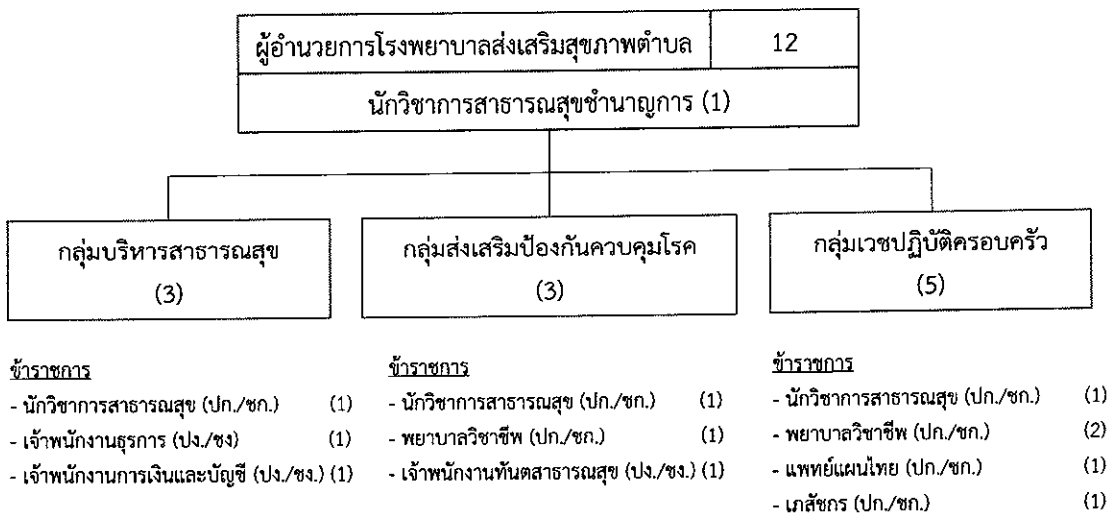 ผู้อำนวยการโรงพยาบาลส่งเสริมสุขภาพตำบล 12
นักวิชาการสาธารณสุขชำนาญการ (1)
กลุ่มบริหารสาธารณสุข
(3)
กลุ่มส่งเสริมป้องกันควบคุมโรค
(3)
กลุ่มเวชปฏิบัติครอบครัว
(5)
ข้าราชการ
- นักวิชาการสาธารณสุข (ปก./ชก.) (1)
- เจ้าพนักงานธุรการ (ปง./ชง) (1)
- เจ้าพนักงานการเงินและบัญชี (ปง./ชง.) (1)
ข้าราชการ
- นักวิชาการสาธารณสุข (ปก./ชก.) (1)
- พยาบาลวิชาชีพ (ปก./ชก.) (1)
- เจ้าพนักงานทันตสาธารณสุข (ปง./ชง.) (1)
ข้าราชการ
- นักวิชาการสาธารณสุข (ปก./ชก.) (1)
- พยาบาลวิชาชีพ (ปก./ชก.) (2)
- แพทย์แผนไทย (ปก./ชก.) (1)
- เภสัชกร (ปก./ชก.) (1)